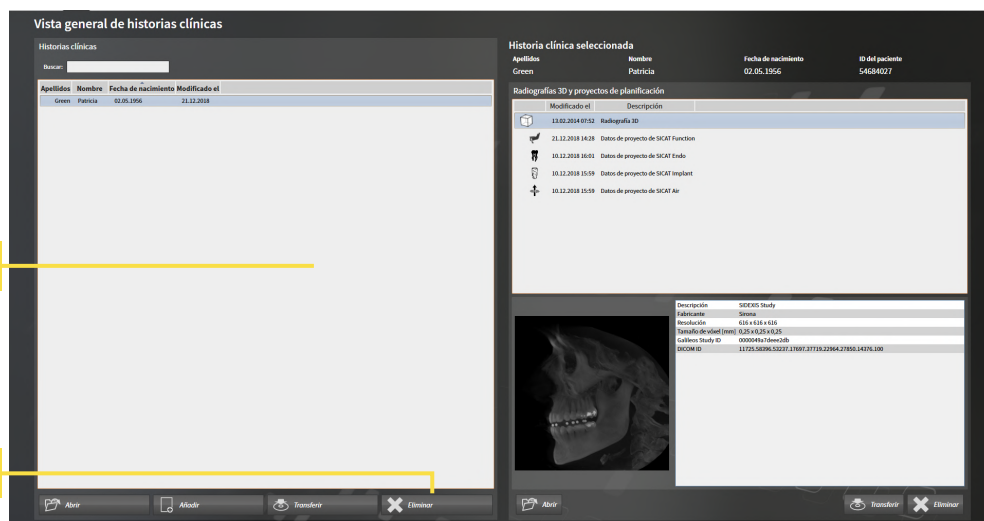 Vista general de historias clínicas
Historias clínicas
Buscar:
Apellidos Nombre Fecha de nacimiento Modificado el
Green Patricia 02.05.1956 21.12.2018
Abrir Añadir Transferir Eliminar
Historia clínica seleccionada
Apellidos Nombre Fecha de nacimiento ID del paciente
Green Patricia 02.05.1956 54684027
Radiografías 3D y proyectos de planificación
Modificado el Descripción
13.02.2014 07:52 Radiografía 3D
21.12.2018 14:28 Datos de proyecto de SICAT Function
10.12.2018 16:01 Datos de proyecto de SICAT Endo
10.12.2018 15:59 Datos de proyecto de SICAT Implant
10.12.2018 15:59 Datos de proyecto de SICAT Air
Descripción SIDEXIS Study
Fabricante Sirona
Resolución 616 x 616 x 616
Tamaño de vóxel [mm] 0,25 x 0,25 x 0,25
Galileos Study ID 0000049a7deee2db
DICOM ID 11725.58396.53237.17697.37719.22964.27850.14376.100
Abrir Transferir Eliminar